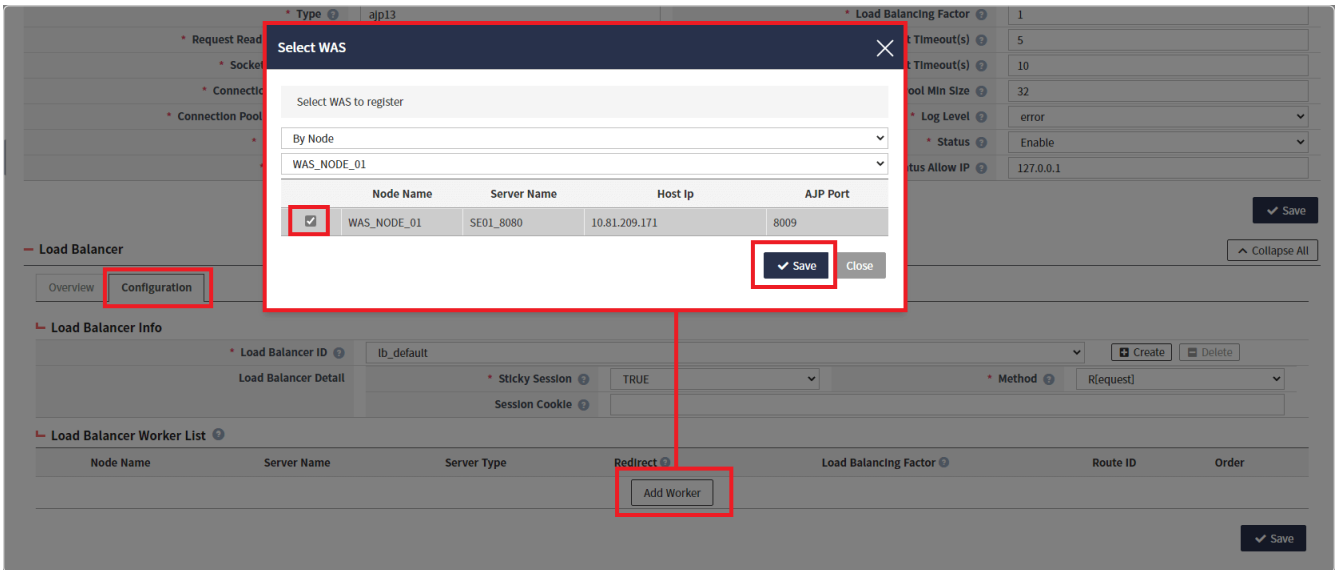 * Type ajp13 * Load Balancing Factor 1
* Request Read t Timeout(s) 5
* Socket t Timeout(s) 10
* Connectio ool Min Size 32
* Connection Pool * Log Level error
* * Status Enable
* tus Allow IP 127.0.0.1
Save
Select WAS
Select WAS to register
By Node
WAS_NODE_01
Node Name Server Name Host Ip AJP Port
WAS_NODE_01 SE01_8080 10.81.209.171 8009
Save Close
Load Balancer Collapse All
Overview Configuration
Load Balancer Info
* Load Balancer ID lb_default Create Delete
Load Balancer Detail * Sticky Session TRUE * Method R[equest]
Session Cookie
Load Balancer Worker List
Node Name Server Name Server Type Redirect Load Balancing Factor Route ID Order
Add Worker
Save